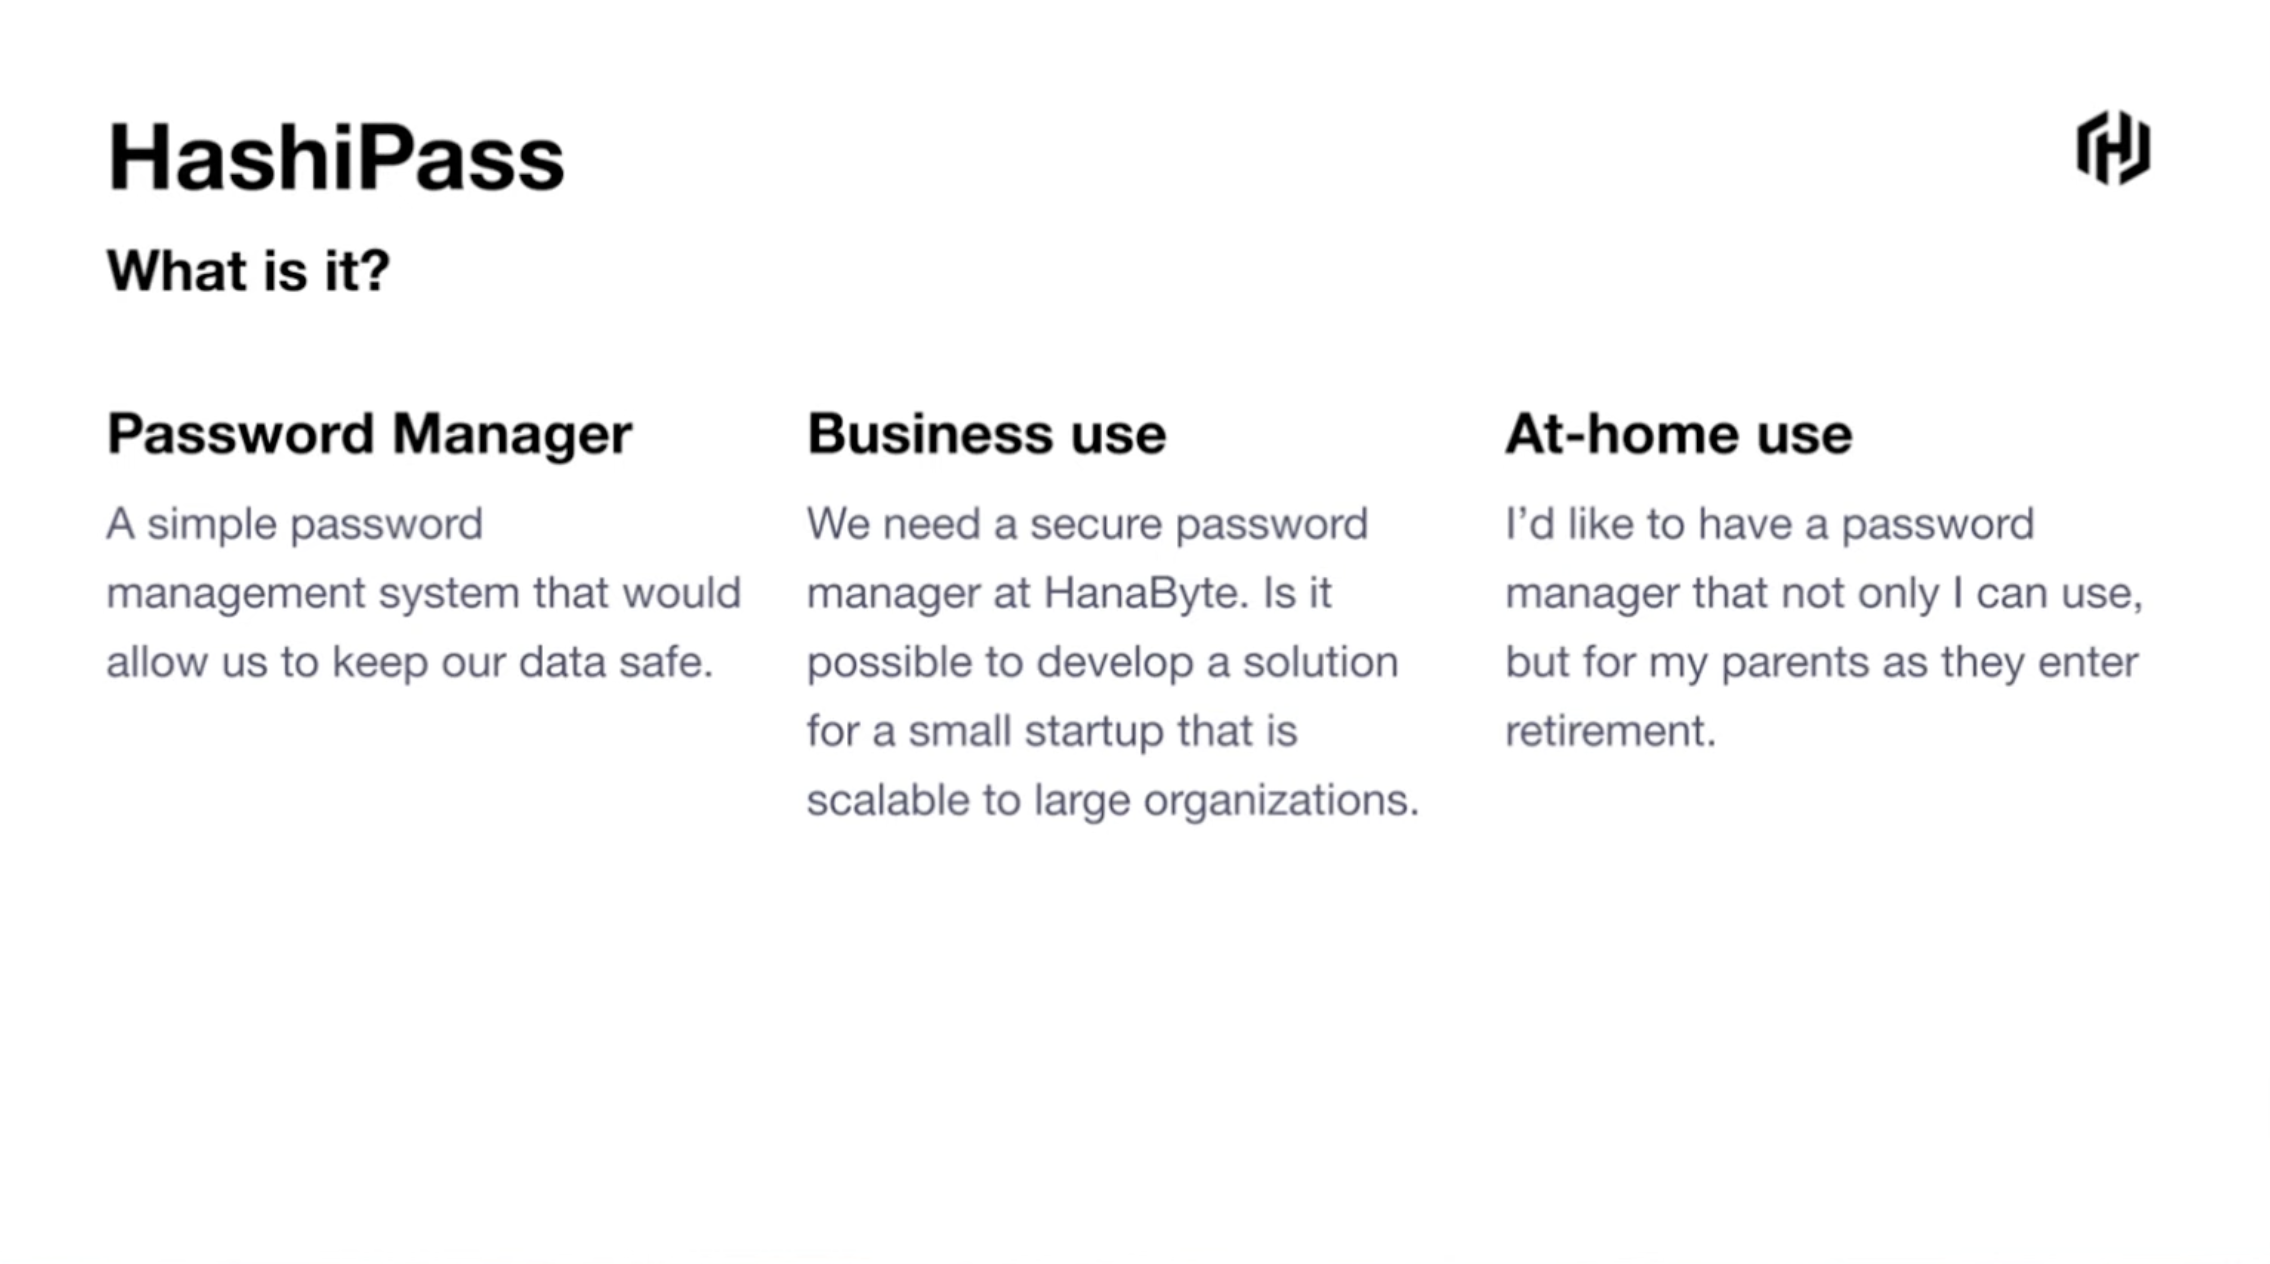 HashiPass
What is it?
Password Manager
A simple password
management system that would
allow us to keep our data safe.
Business use
We need a secure password
manager at HanaByte. Is it
possible to develop a solution
for a small startup that is
scalable to large organizations.
At-home use
I’d like to have a password
manager that not only I can use,
but for my parents as they enter
retirement.